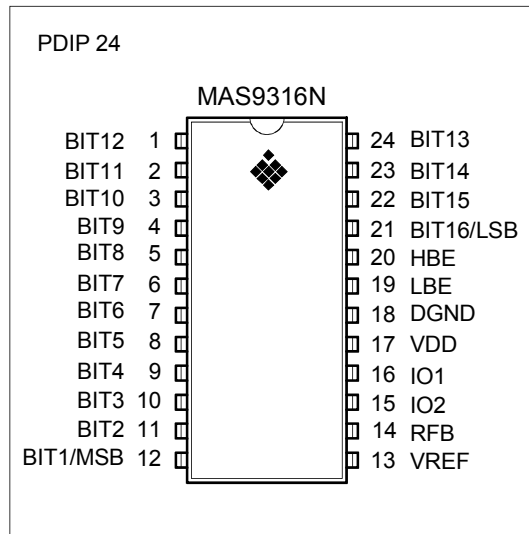 PDIP 24
MAS9316N
BIT12 1 24 BIT13
BIT11 2 23 BIT14
BIT10 3 22 BIT15
BIT9 4 21 BIT16/LSB
BIT8 5 20 HBE
BIT7 6 19 LBE
BIT6 7 18 DGND
BIT5 8 17 VDD
BIT4 9 16 IO1
BIT3 10 15 IO2
BIT2 11 14 RFB
BIT1/MSB 12 13 VREF